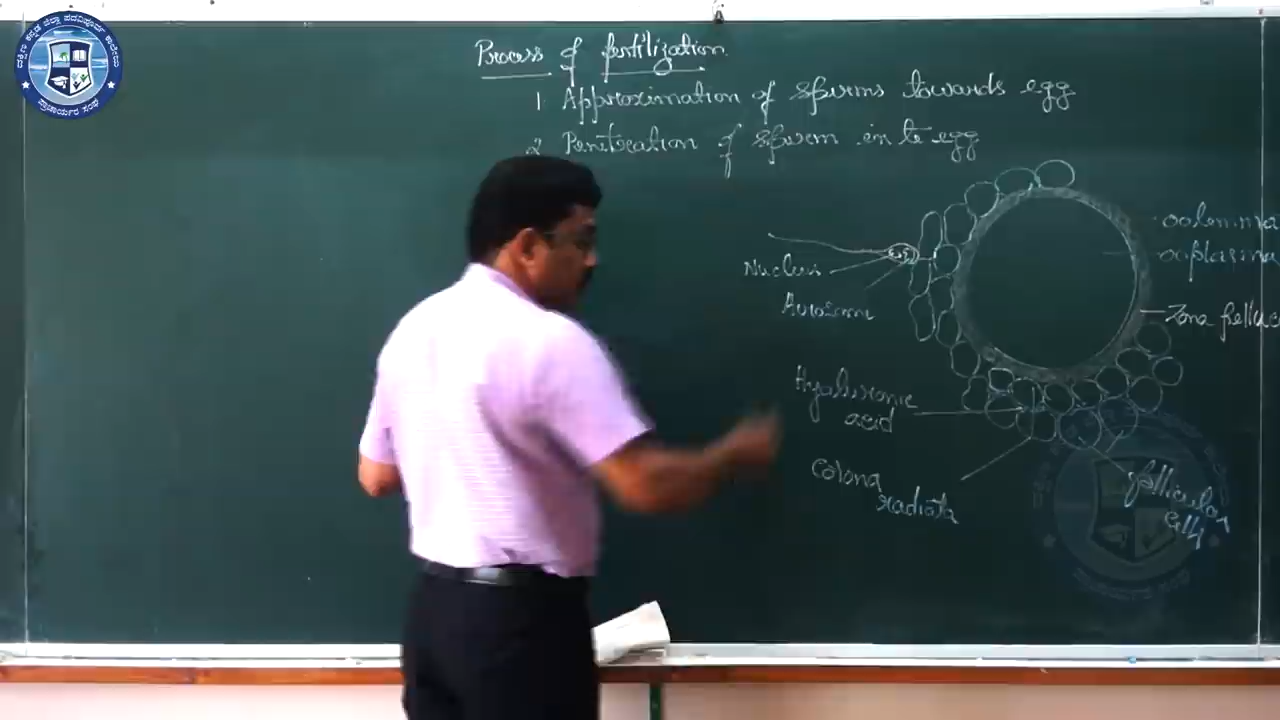 Process of fertilization
1 Approximation of sperms towards egg
2 Penetration of sperm in to egg
oolemma
ooplasma
Nucleus
Acrosome
Zona pelluc
Hyaluronic
acid
Corona
radiata
follicular
cells